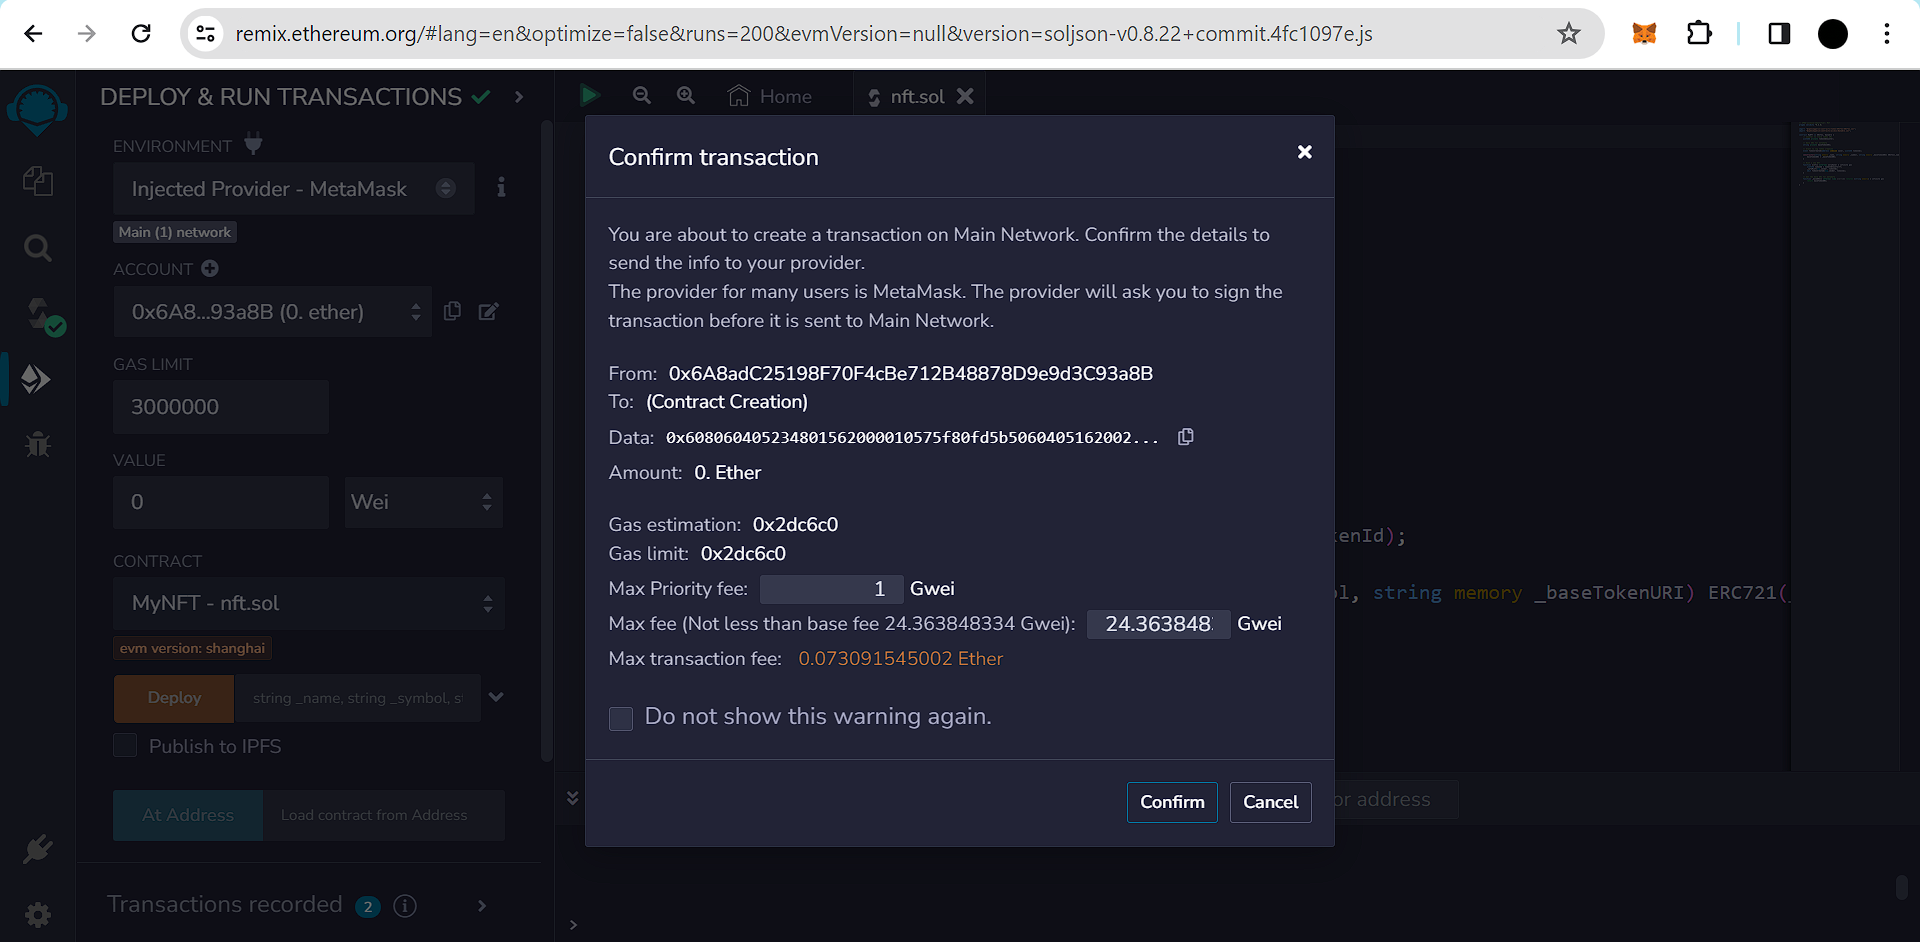 remix.ethereum.org/#lang=en&optimize=false&runs=200&evmVersion=null&version=soljson-v0.8.22+commit.4fc1097e.js
DEPLOY & RUN TRANSACTIONS
Home
nft.sol
ENVIRONMENT
Injected Provider - MetaMask
Main (1) network
ACCOUNT
0x6A8...93a8B (0. ether)
GAS LIMIT
3000000
VALUE
0
Wei
CONTRACT
MyNFT - nft.sol
evm version: shanghai
Deploy
string _name, string _symbol, st
Publish to IPFS
At Address
Load contract from Address
Transactions recorded 2
Confirm transaction
You are about to create a transaction on Main Network. Confirm the details to
send the info to your provider.
The provider for many users is MetaMask. The provider will ask you to sign the
transaction before it is sent to Main Network.
From: 0x6A8adC25198F70F4cBe712B48878D9e9d3C93a8B
To: (Contract Creation)
Data: 0x608060405234801562000010575f80fd5b5060405162002...
Amount: 0. Ether
Gas estimation: 0x2dc6c0
Gas limit: 0x2dc6c0
Max Priority fee: 1 Gwei
Max fee (Not less than base fee 24.363848334 Gwei): 24.363848 Gwei
Max transaction fee: 0.073091545002 Ether
Do not show this warning again.
Confirm
Cancel
enId);
ol, string memory _baseTokenURI) ERC721(_
or address